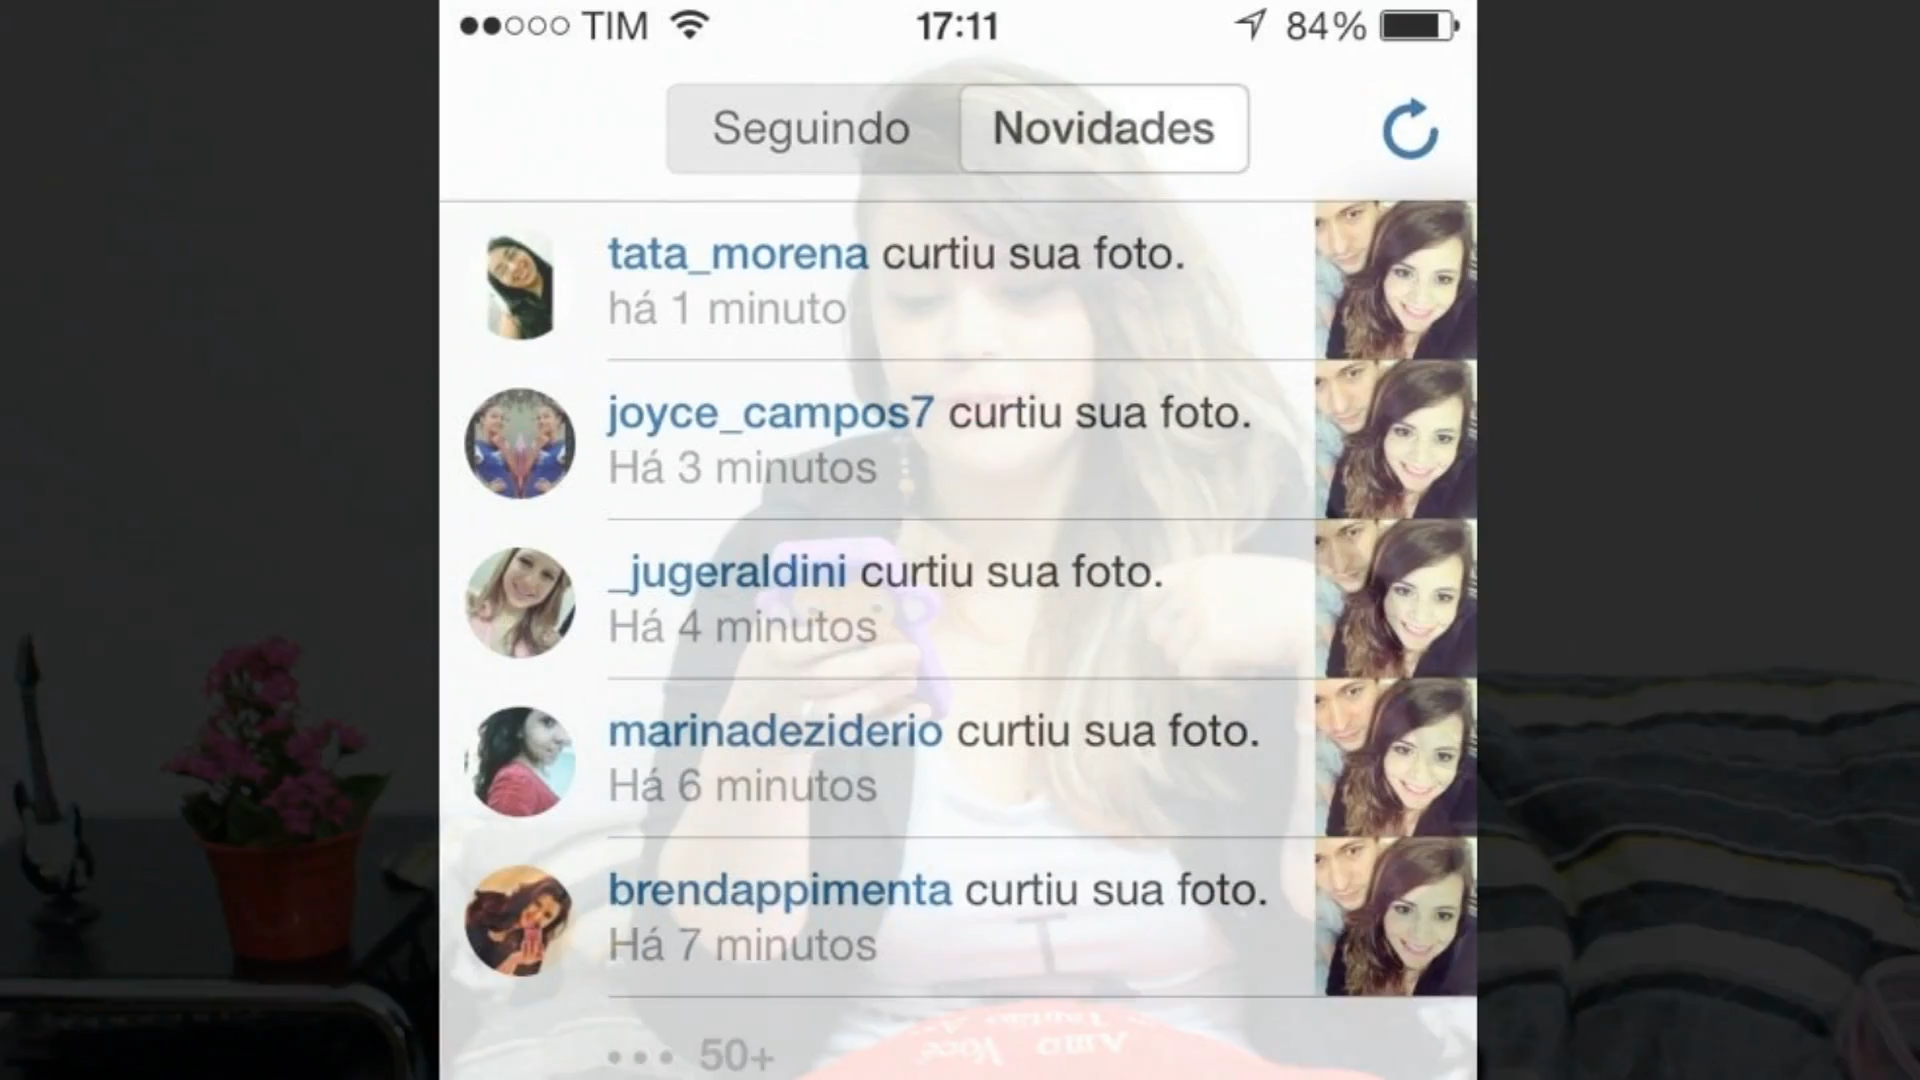 TIM 17:11 84%
Seguindo Novidades
tata_morena curtiu sua foto.
há 1 minuto
joyce_campos7 curtiu sua foto.
Há 3 minutos
_jugeraldini curtiu sua foto.
Há 4 minutos
marinadeziderio curtiu sua foto.
Há 6 minutos
brendappimenta curtiu sua foto.
Há 7 minutos
••• 50+
Amo Você